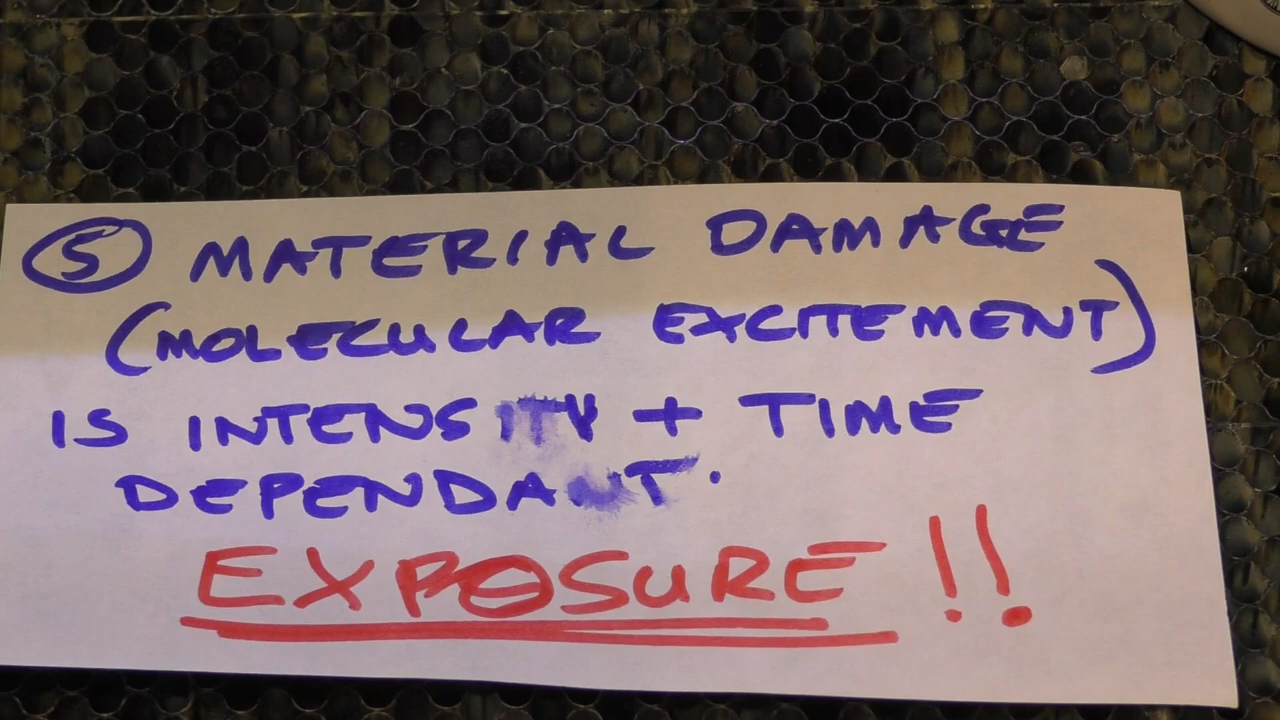 ⑤ MATERIAL DAMAGE
(MOLECULAR EXCITEMENT)
IS INTENSITY + TIME
DEPENDANT.
EXPOSURE!!